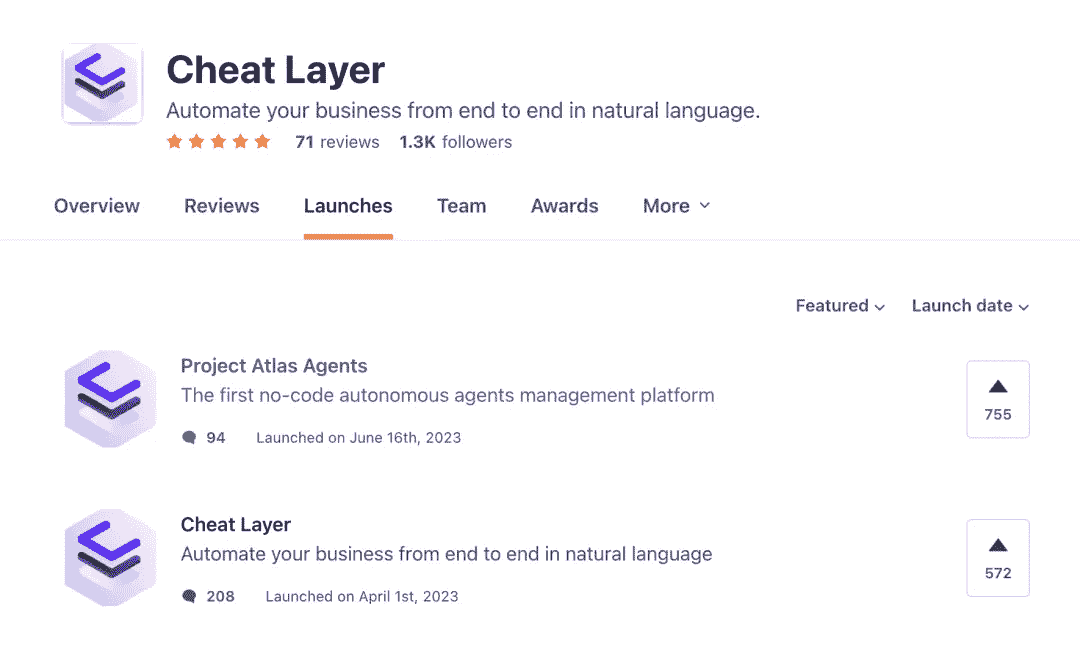 Cheat Layer
Automate your business from end to end in natural language.
71 reviews 1.3K followers
Overview Reviews Launches Team Awards More
Featured Launch date
Project Atlas Agents
The first no-code autonomous agents management platform
755
94 Launched on June 16th, 2023
Cheat Layer
Automate your business from end to end in natural language
572
208 Launched on April 1st, 2023